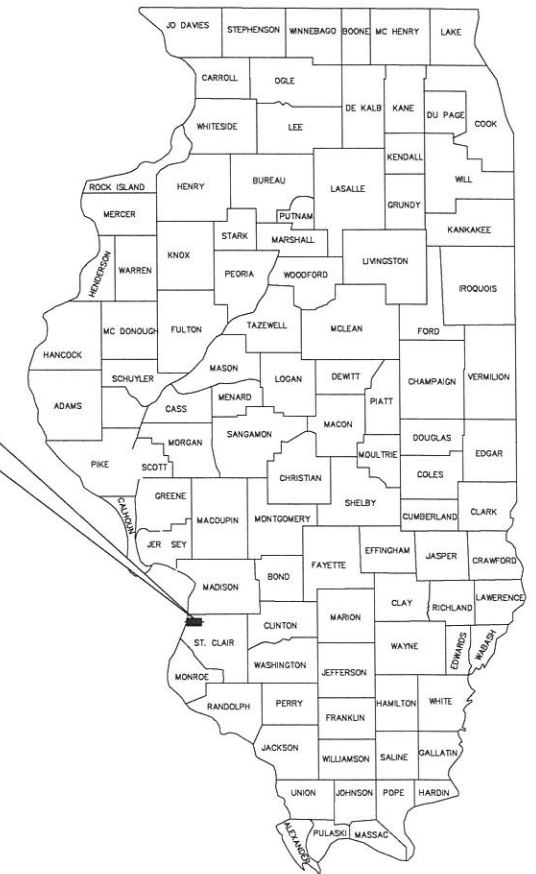 JO DAVIES
STEPHENSON
WINNEBAGO
BOONE
MC HENRY
LAKE
CARROLL
OGLE
DE KALB
KANE
DU PAGE
COOK
WHITESIDE
LEE
KENDALL
WILL
ROCK ISLAND
HENRY
BUREAU
LASALLE
GRUNDY
MERCER
PUTNAM
KANKAKEE
STARK
MARSHALL
HENDERSON
WARREN
KNOX
PEORIA
WOODFORD
LIVINGSTON
IROQUOIS
HANCOCK
MC DONOUGH
FULTON
TAZEWELL
MCLEAN
FORD
SCHUYLER
MASON
LOGAN
DEWITT
CHAMPAIGN
VERMILION
ADAMS
CASS
MENARD
PIATT
MACON
PIKE
SCOTT
MORGAN
SANGAMON
MOULTRIE
DOUGLAS
EDGAR
CHRISTIAN
COLES
CALHOUN
GREENE
MACOUPIN
MONTGOMERY
SHELBY
CUMBERLAND
CLARK
JER SEY
FAYETTE
EFFINGHAM
JASPER
CRAWFORD
MADISON
BOND
CLAY
RICHLAND
LAWERENCE
CLINTON
MARION
ST. CLAIR
WAYNE
EDWARDS
WABASH
WASHINGTON
JEFFERSON
MONROE
RANDOLPH
PERRY
HAMILTON
WHITE
FRANKLIN
JACKSON
WILLIAMSON
SALINE
GALLATIN
UNION
JOHNSON
POPE
HARDIN
ALEXANDER
PULASKI
MASSAC